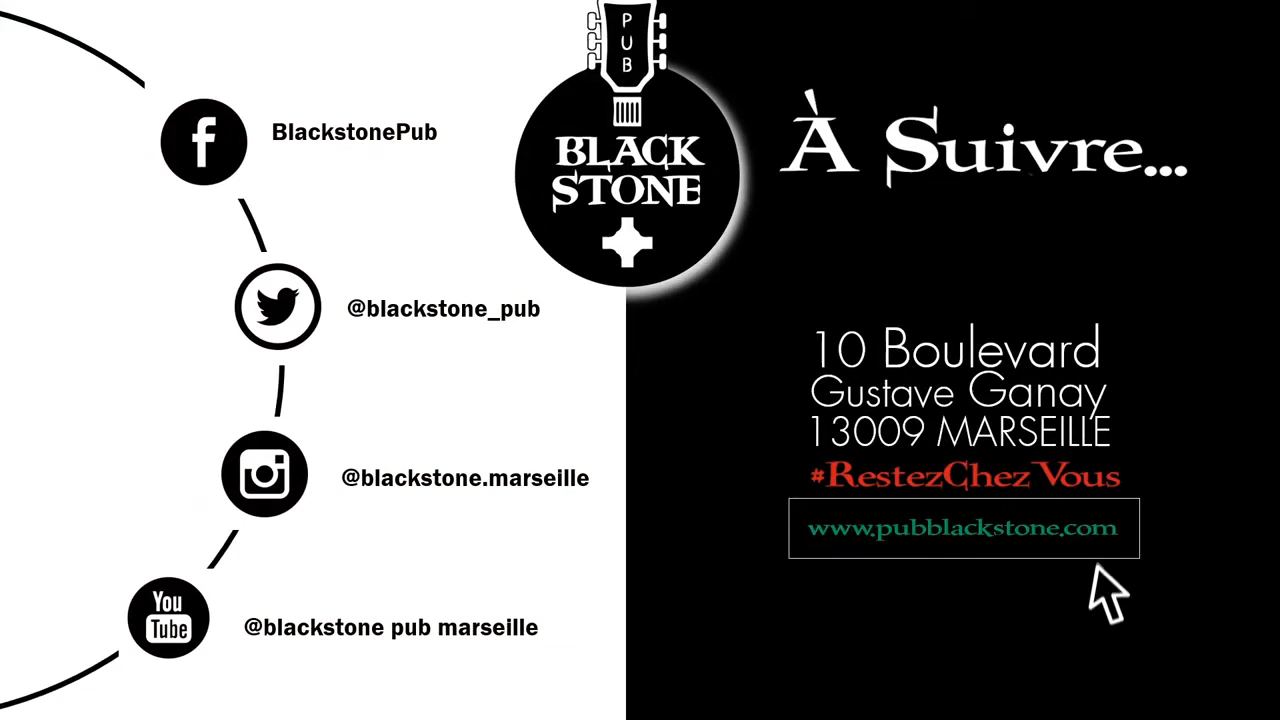 BlackstonePub
@blackstone_pub
@blackstone.marseille
You
Tube
@blackstone pub marseille
PUB
BLACK
STONE
À Suivre...
10 Boulevard
Gustave Ganay
13009 MARSEILLE
#RestezChezVous
www.pubblackstone.com